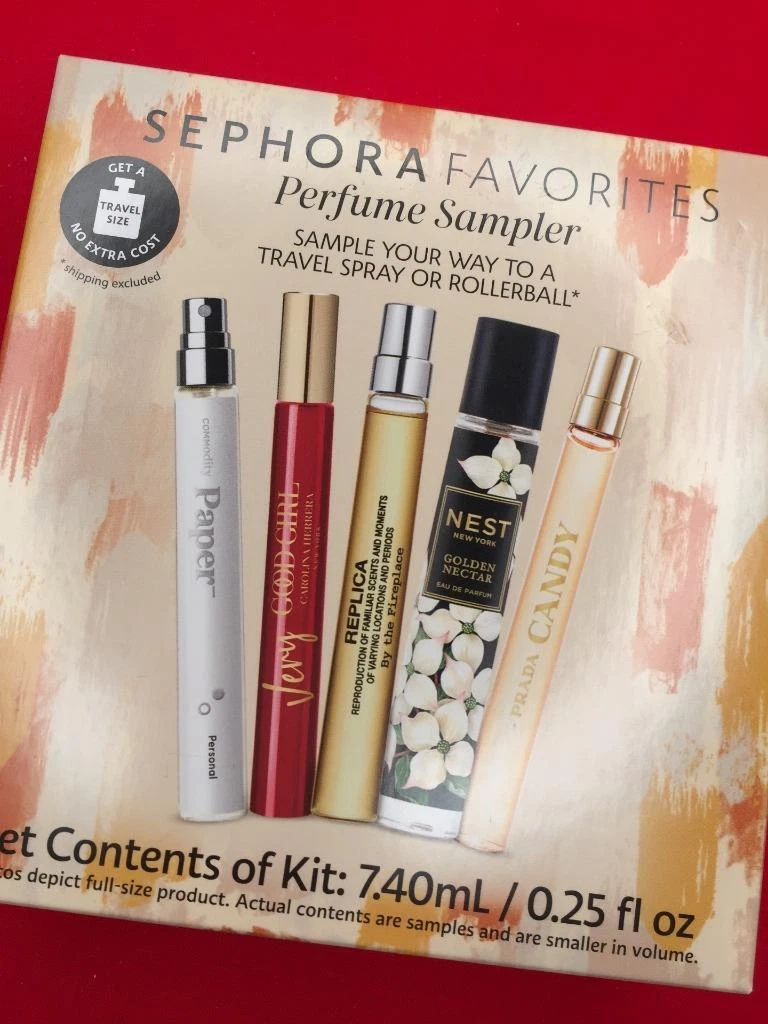 SEPHORA FAVORITES
Perfume Sampler
SAMPLE YOUR WAY TO A
TRAVEL SPRAY OR ROLLERBALL*
GET A
TRAVEL
SIZE
NO EXTRA COST
*shipping excluded
commodity
Paper
Personal
Very GOOD GIRL
CAROLINA HERRERA
NEW YORK
REPLICA
REPRODUCTION OF FAMILIAR SCENTS AND MOMENTS
OF VARYING LOCATIONS AND PERIODS
By the Fireplace
NEST
NEW YORK
GOLDEN
NECTAR
EAU DE PARFUM
PRADA CANDY
et Contents of Kit: 7.40mL / 0.25 fl oz
tos depict full-size product. Actual contents are samples and are smaller in volume.